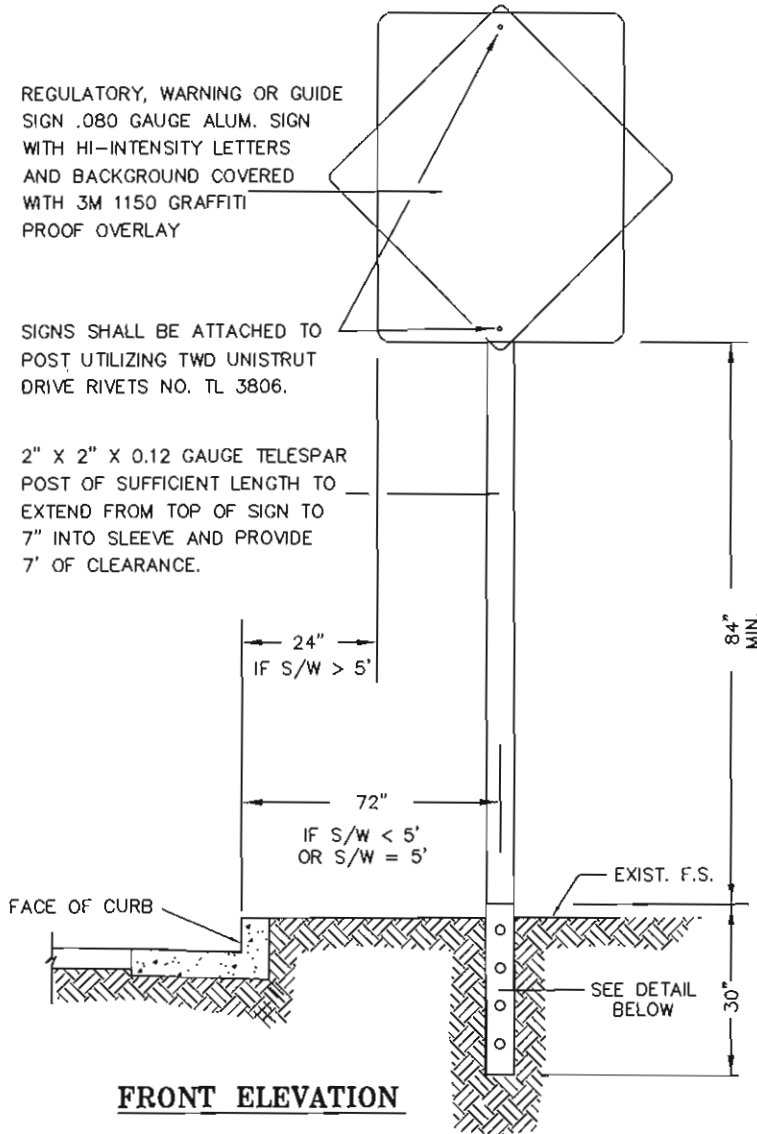 REGULATORY, WARNING OR GUIDE
SIGN .080 GAUGE ALUM. SIGN
WITH HI-INTENSITY LETTERS
AND BACKGROUND COVERED
WITH 3M 1150 GRAFFITI
PROOF OVERLAY
SIGNS SHALL BE ATTACHED TO
POST UTILIZING TWO UNISTRUT
DRIVE RIVETS NO. TL 3806.
2" X 2" X 0.12 GAUGE TELESPAR
POST OF SUFFICIENT LENGTH TO
EXTEND FROM TOP OF SIGN TO
7" INTO SLEEVE AND PROVIDE
7' OF CLEARANCE.
84"
MIN.
24"
IF S/W > 5'
72"
IF S/W < 5'
OR S/W = 5'
EXIST. F.S.
FACE OF CURB
SEE DETAIL
BELOW
30"
FRONT ELEVATION